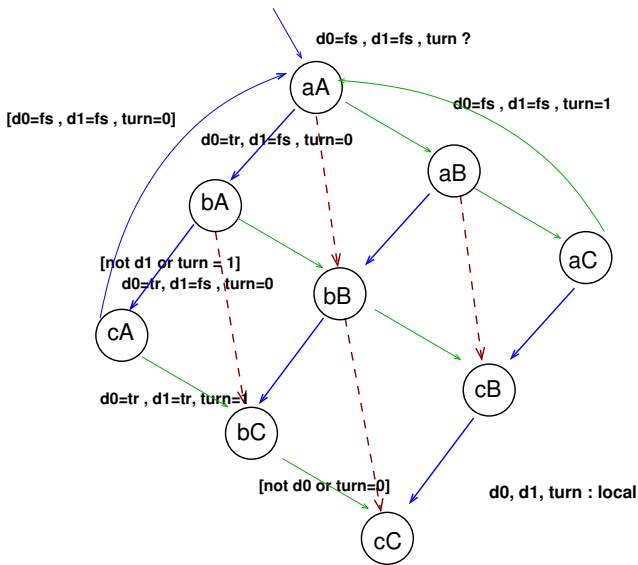 d0=fs , d1=fs , turn ?
aA
d0=fs , d1=fs , turn=1
[d0=fs , d1=fs , turn=0]
d0=tr, d1=fs , turn=0
aB
bA
[not d1 or turn = 1]
aC
d0=tr, d1=fs , turn=0
bB
cA
cB
d0=tr , d1=tr, turn=1
bC
[not d0 or turn=0]
d0, d1, turn : local
cC